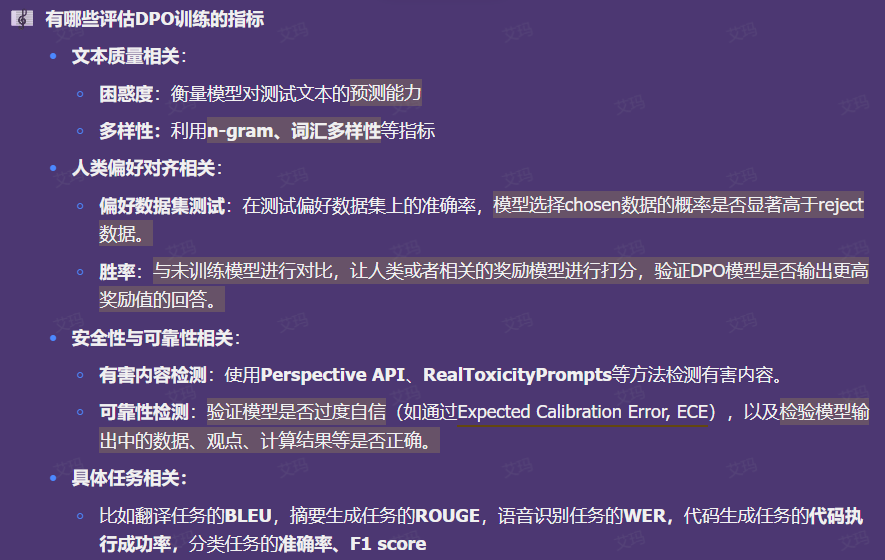 有哪些评估DPO训练的指标
文本质量相关：
困惑度：衡量模型对测试文本的预测能力
多样性：利用n-gram、词汇多样性等指标
人类偏好对齐相关：
偏好数据集测试：在测试偏好数据集上的准确率，模型选择chosen数据的概率是否显著高于reject
数据。
胜率：与未训练模型进行对比，让人类或者相关的奖励模型进行打分，验证DPO模型是否输出更高
奖励值的回答。
安全性与可靠性相关：
有害内容检测：使用Perspective API、RealToxicityPrompts等方法检测有害内容。
可靠性检测：验证模型是否过度自信（如通过Expected Calibration Error, ECE），以及检验模型输
出中的数据、观点、计算结果等是否正确。
具体任务相关：
比如翻译任务的BLEU，摘要生成任务的ROUGE，语音识别任务的WER，代码生成任务的代码执
行成功率，分类任务的准确率、F1 score